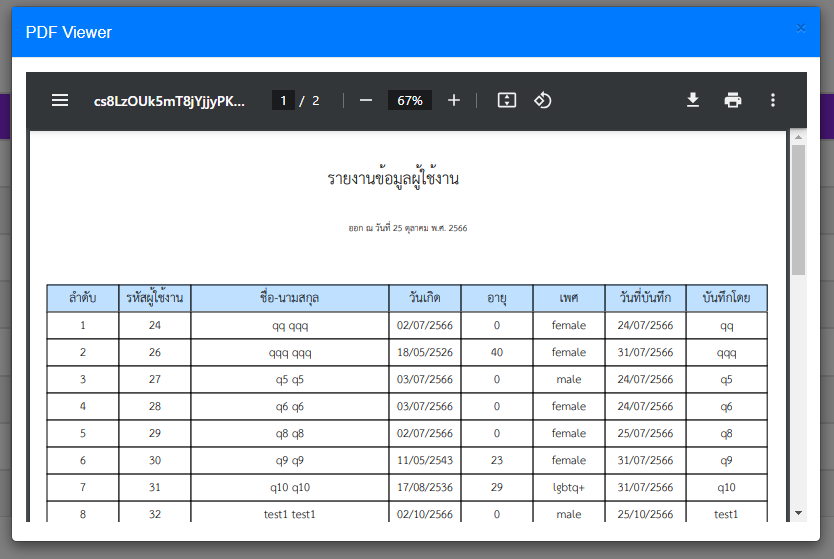 PDF Viewer ×
cs8LzOUk5mT8jYjjyPK... 1 / 2 67%
รายงานข้อมูลผู้ใช้งาน
ออก ณ วันที่ 25 ตุลาคม พ.ศ. 2566
ลำดับ รหัสผู้ใช้งาน ชื่อ-นามสกุล วันเกิด อายุ เพศ วันที่บันทึก บันทึกโดย
1 24 qq qqq 02/07/2566 0 female 24/07/2566 qq
2 26 qqq qqq 18/05/2526 40 female 31/07/2566 qqq
3 27 q5 q5 03/07/2566 0 male 24/07/2566 q5
4 28 q6 q6 03/07/2566 0 female 24/07/2566 q6
5 29 q8 q8 02/07/2566 0 female 25/07/2566 q8
6 30 q9 q9 11/05/2543 23 female 31/07/2566 q9
7 31 q10 q10 17/08/2536 29 lgbtq+ 31/07/2566 q10
8 32 test1 test1 02/10/2566 0 male 25/10/2566 test1